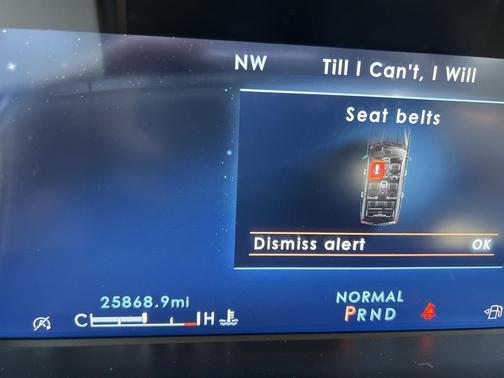 NW Till I Can't, I Will
Seat belts
Dismiss alert OK
25868.9mi
NORMAL
C H PRND